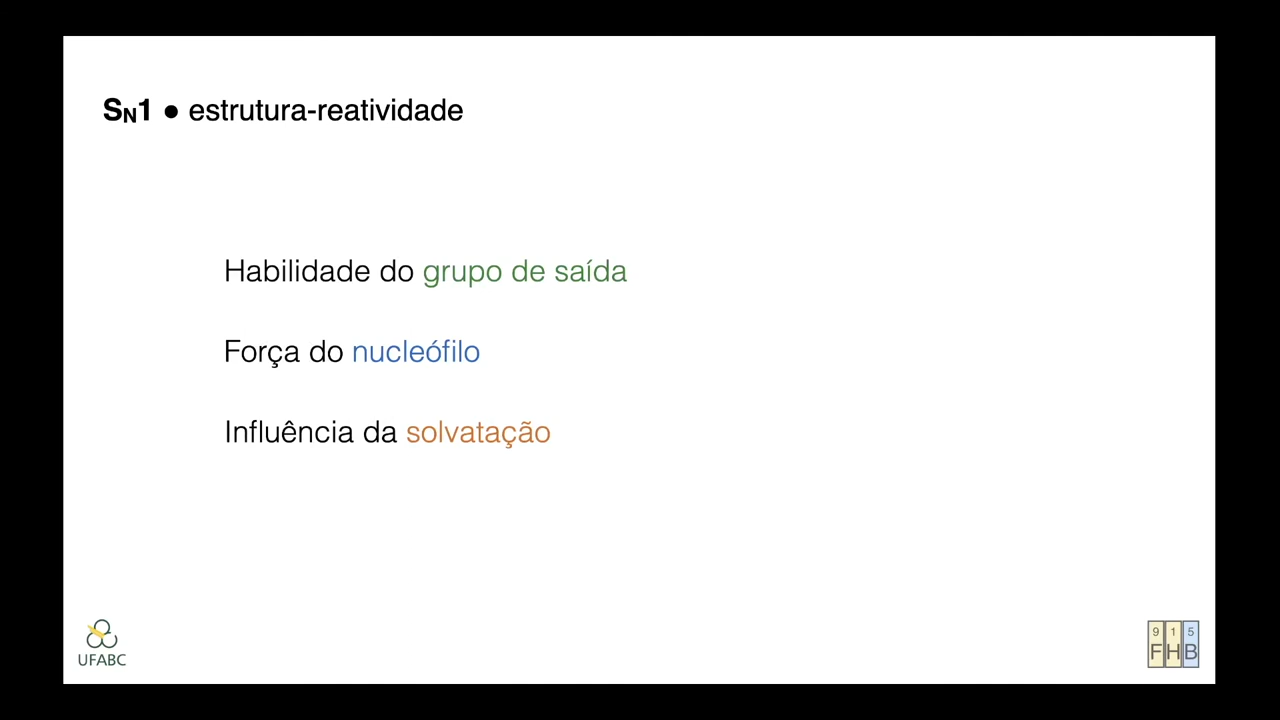 SN1 ● estrutura-reatividade
Habilidade do grupo de saída
Força do nucleófilo
Influência da solvatação
UFABC
9 1 5
F H B